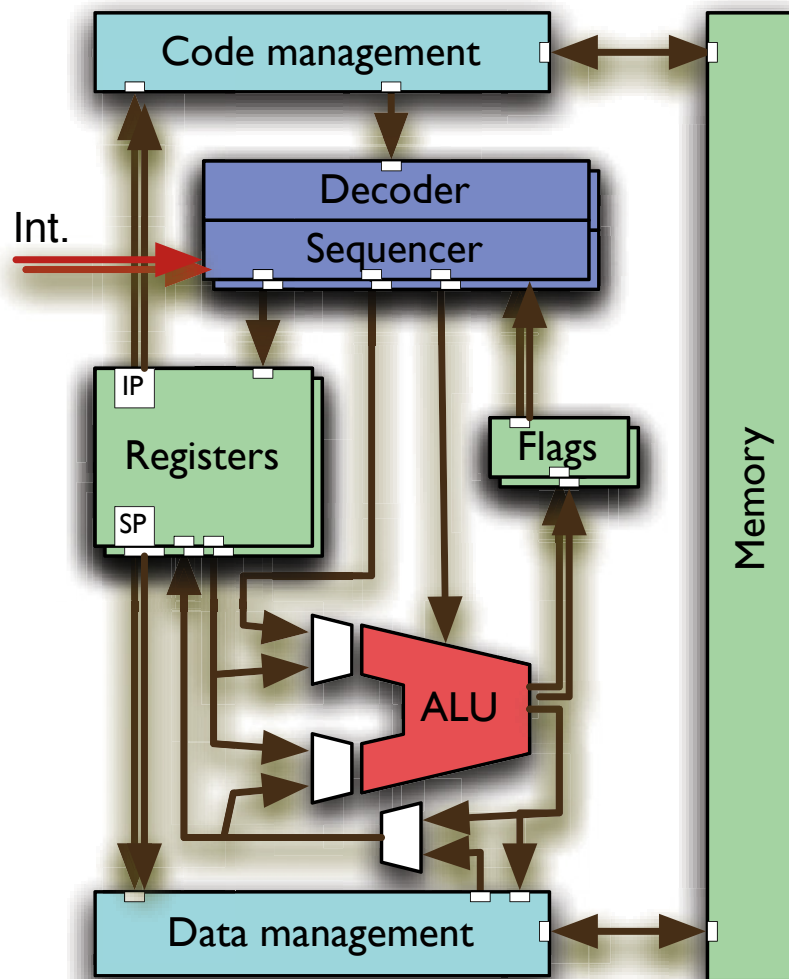 Code management
Decoder
Int.
Sequencer
IP
Registers
Flags
SP
Memory
ALU
Data management